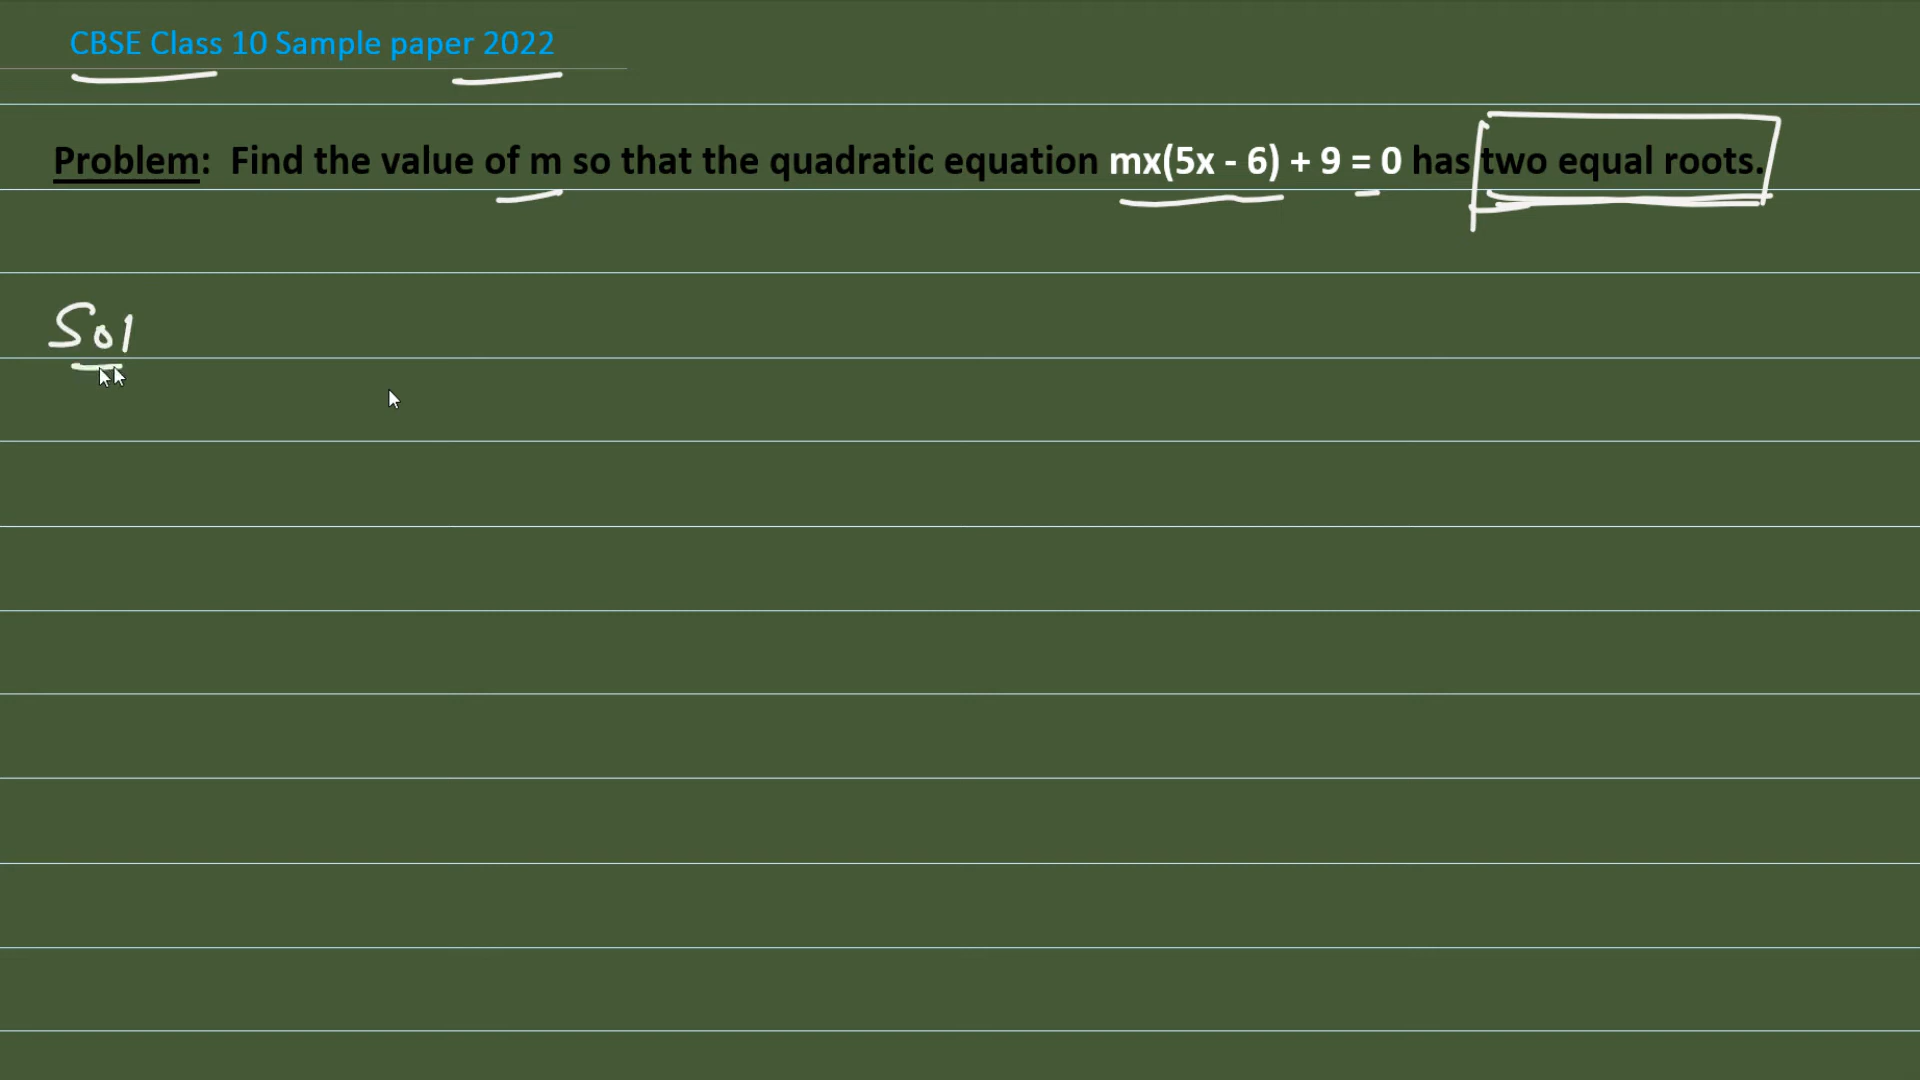 CBSE Class 10 Sample paper 2022
Problem: Find the value of m so that the quadratic equation mx(5x - 6) + 9 = 0 has two equal roots.
Sol